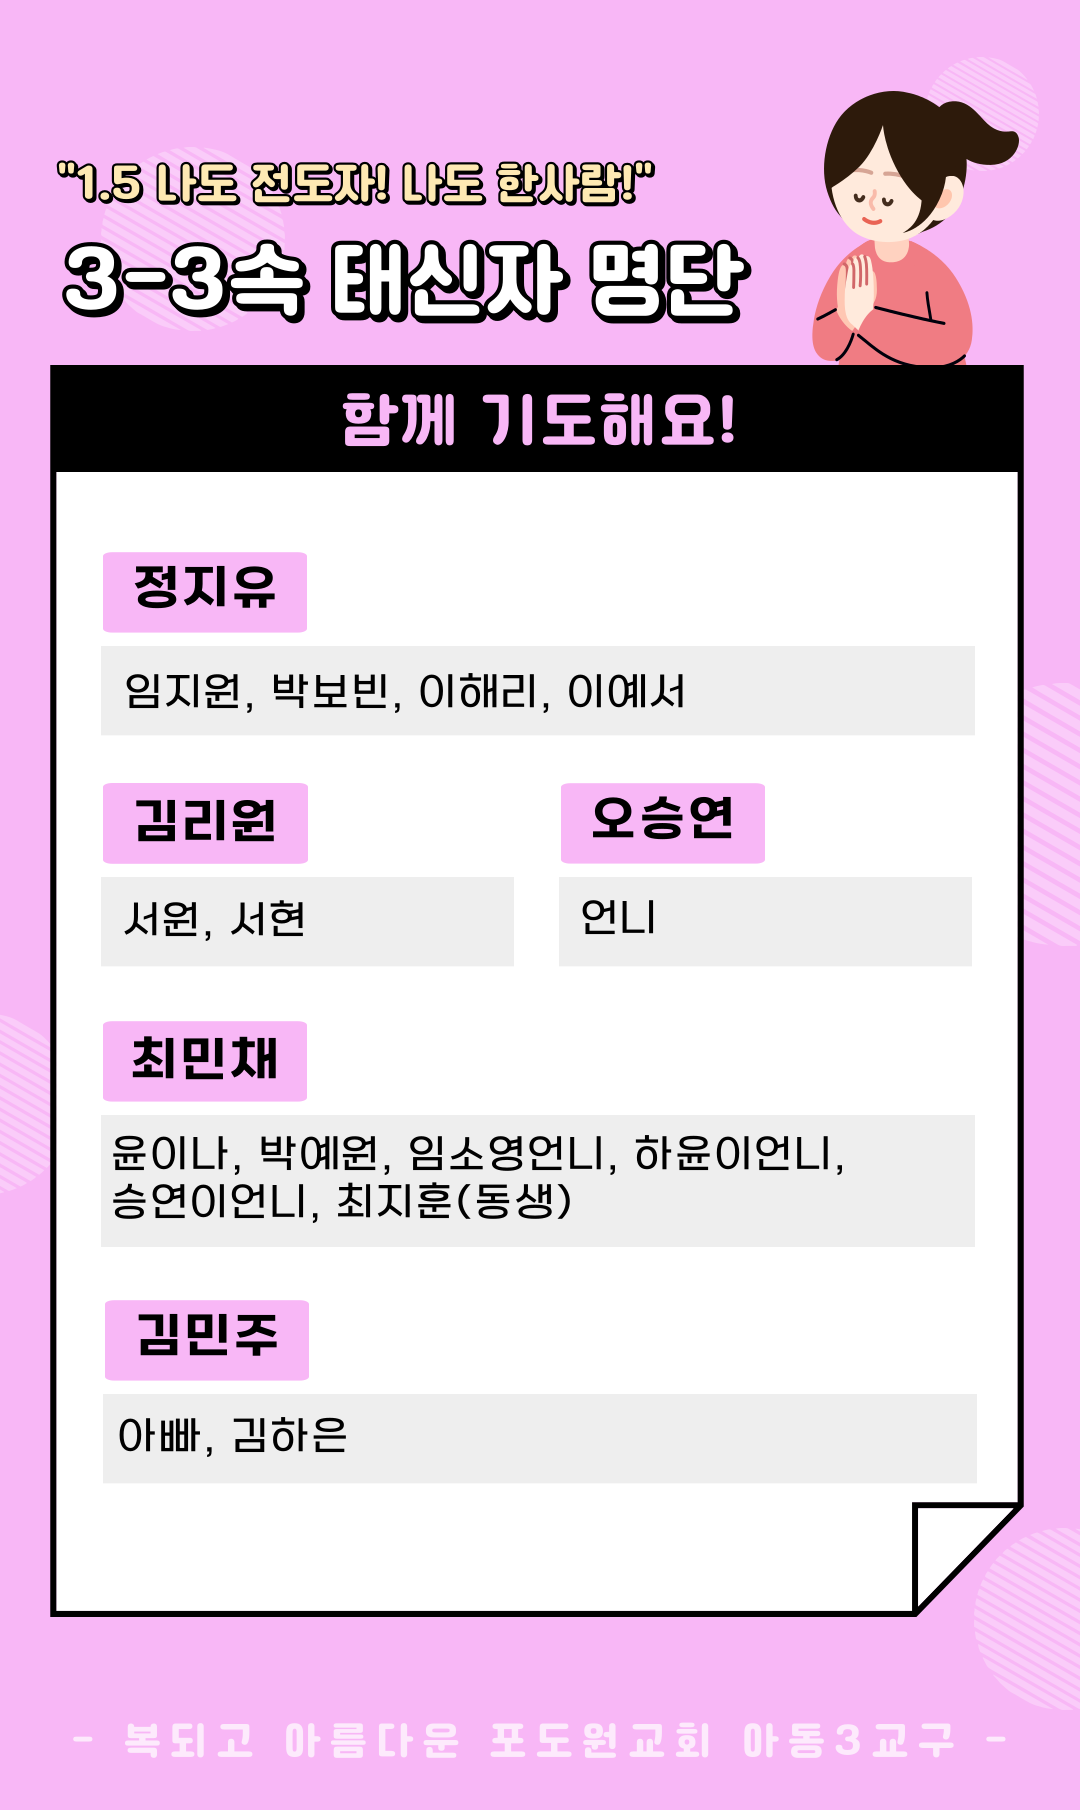 "1.5 나도 전도자! 나도 한사람!"
3-3속 태신자 명단
함께 기도해요!
정지유
임지원, 박보빈, 이해리, 이예서
김리원
서윈, 서현
오승연
언니
최민채
윤이나, 박예원, 임소영언니, 하윤이언니,
승연이언니, 최지훈(동생)
김민주
아빠, 김하은
- 복되고 아름다운 포도원교회 아동3교구 -